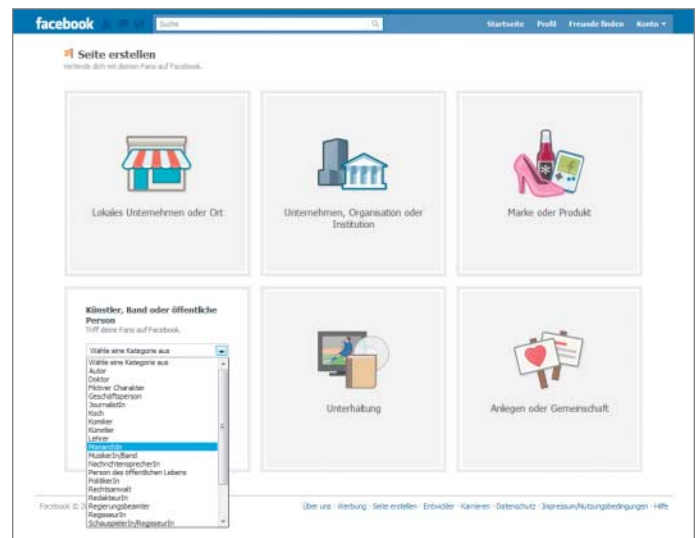 facebook
Suche
Startseite Profil Freunde finden Konto
Seite erstellen
Verbinde dich mit deinen Fans auf Facebook.
Lokales Unternehmen oder Ort
Unternehmen, Organisation oder
Institution
Marke oder Produkt
Künstler, Band oder öffentliche
Person
Triff deine Fans auf Facebook.
Wähle eine Kategorie aus
Wähle eine Kategorie aus
Autor
Doktor
Fiktiver Charakter
Geschäftsperson
JournalistIn
Koch
Komiker
Künstler
Lehrer
MonarchIn
MusikerIn/Band
NachrichtensprecherIn
Person des öffentlichen Lebens
PolitikerIn
Rechtsanwalt
RedakteurIn
Regierungsbeamter
RegisseurIn
SchauspielerIn/RegisseurIn
Unterhaltung
Anliegen oder Gemeinschaft
Facebook © 2
Über uns · Werbung · Seite erstellen · Entwickler · Karrieren · Datenschutz · Impressum/Nutzungsbedingungen · Hilfe